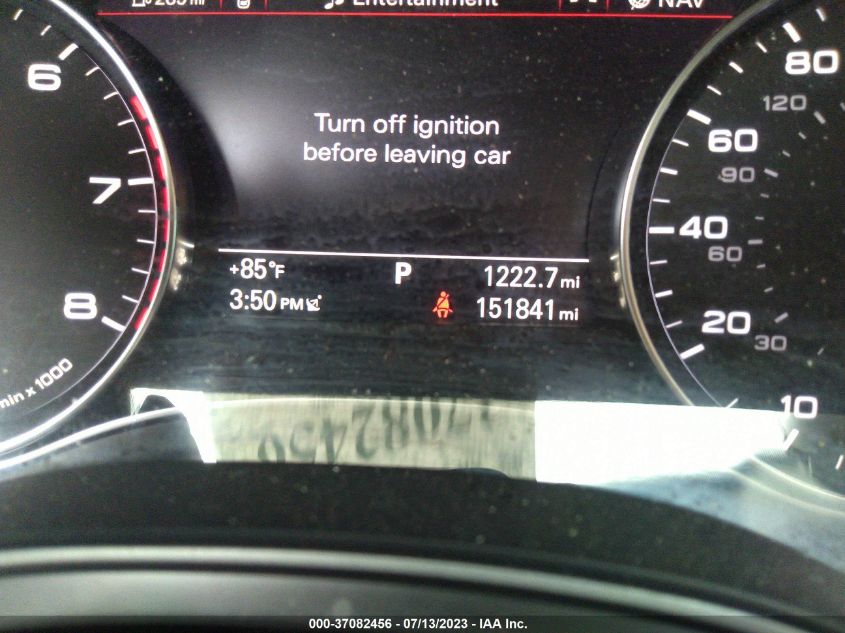 Entertainment
NAV
Turn off ignition
before leaving car
+85°F P 1222.7 mi
3:50 PM 151841 mi
6
7
8
min x 1000
80
120
60
90
40
60
20
30
10
37082456
000-37082456 - 07/13/2023 - IAA Inc.